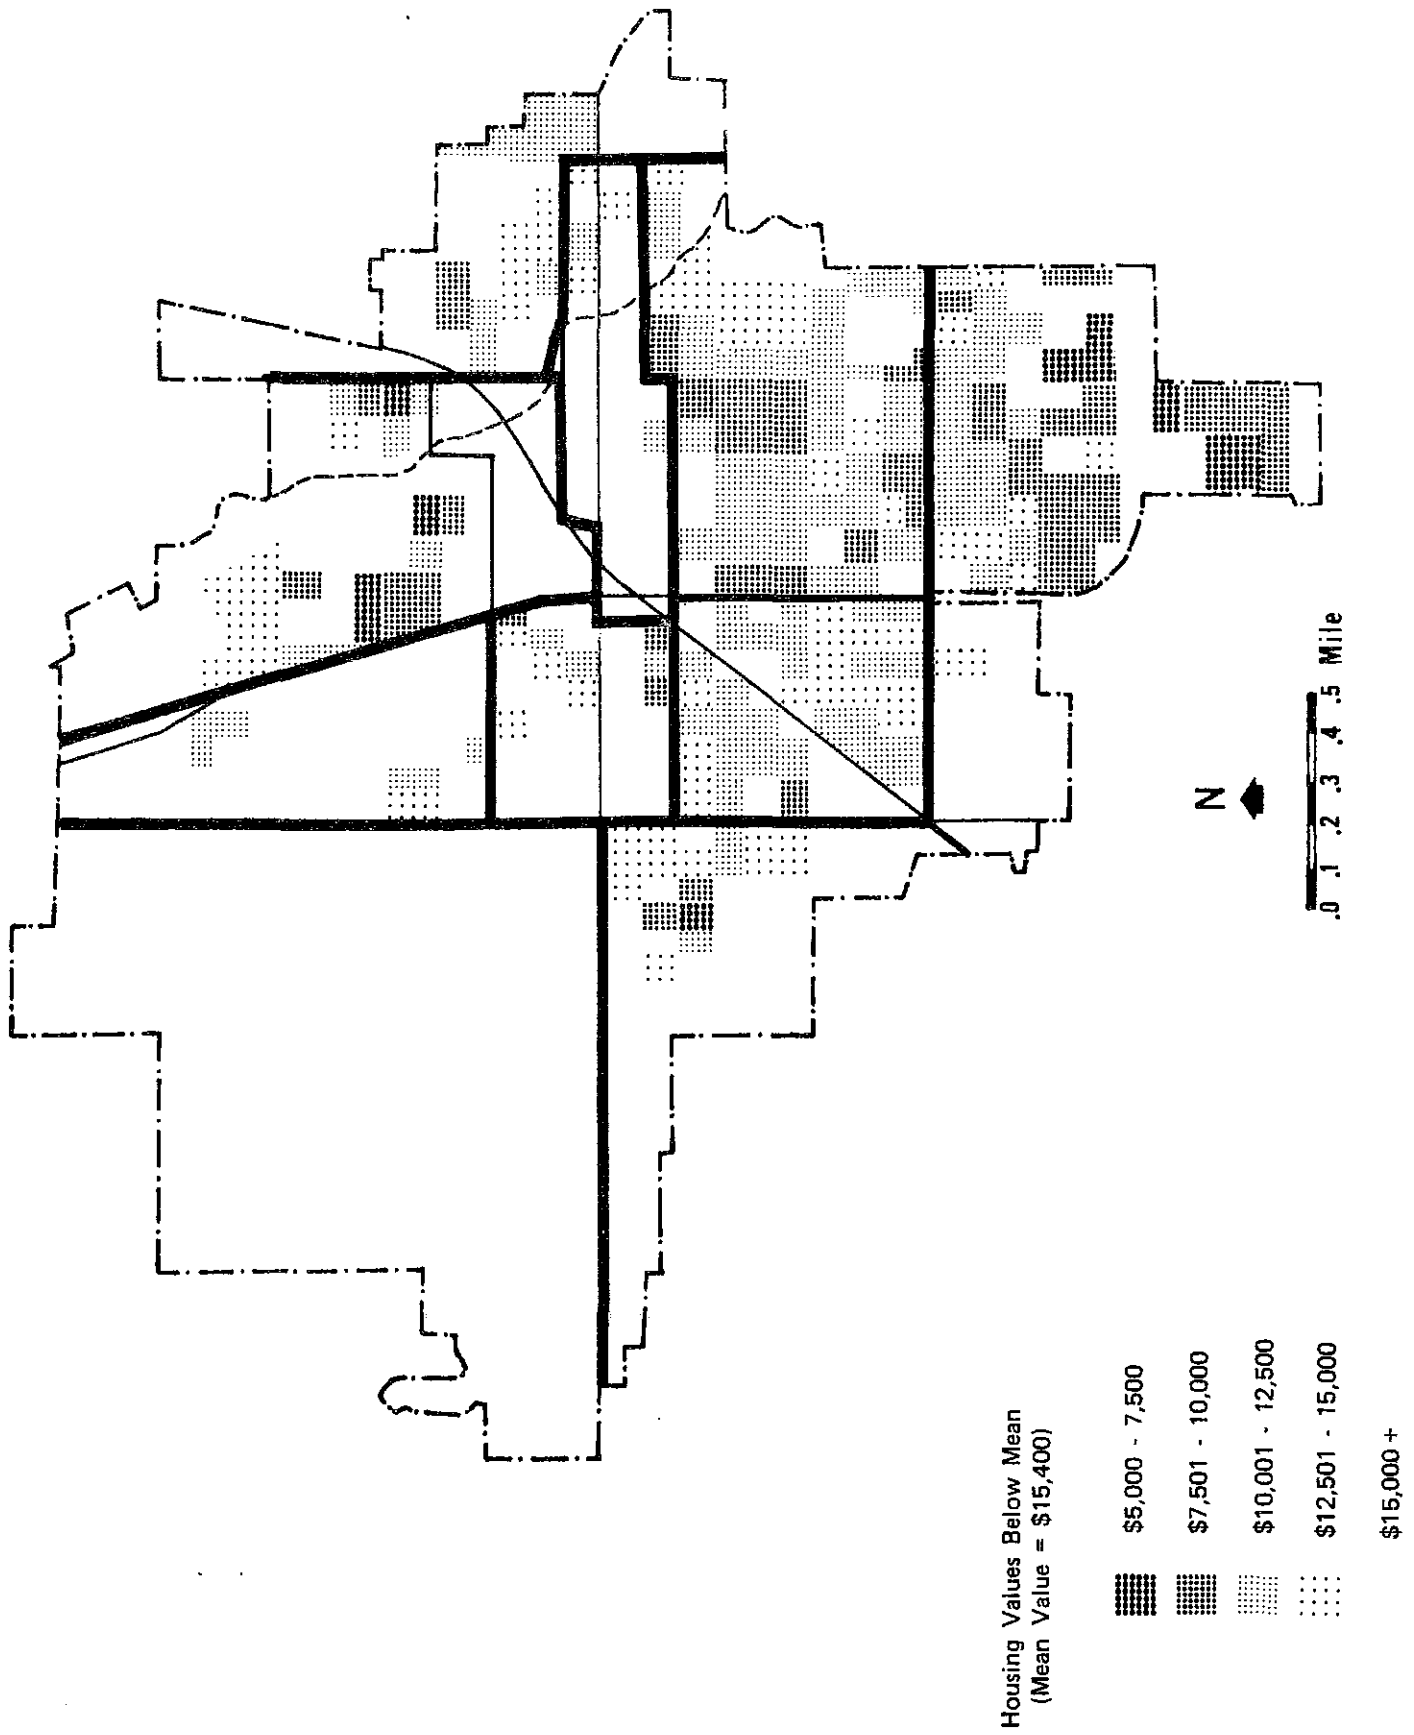 Housing Values Below Mean
(Mean Value = $15,400)
$5,000 - 7,500
$7,501 - 10,000
$10,001 - 12,500
$12,501 - 15,000
$15,000 +
N
.0 .1 .2 .3 .4 .5 Mile